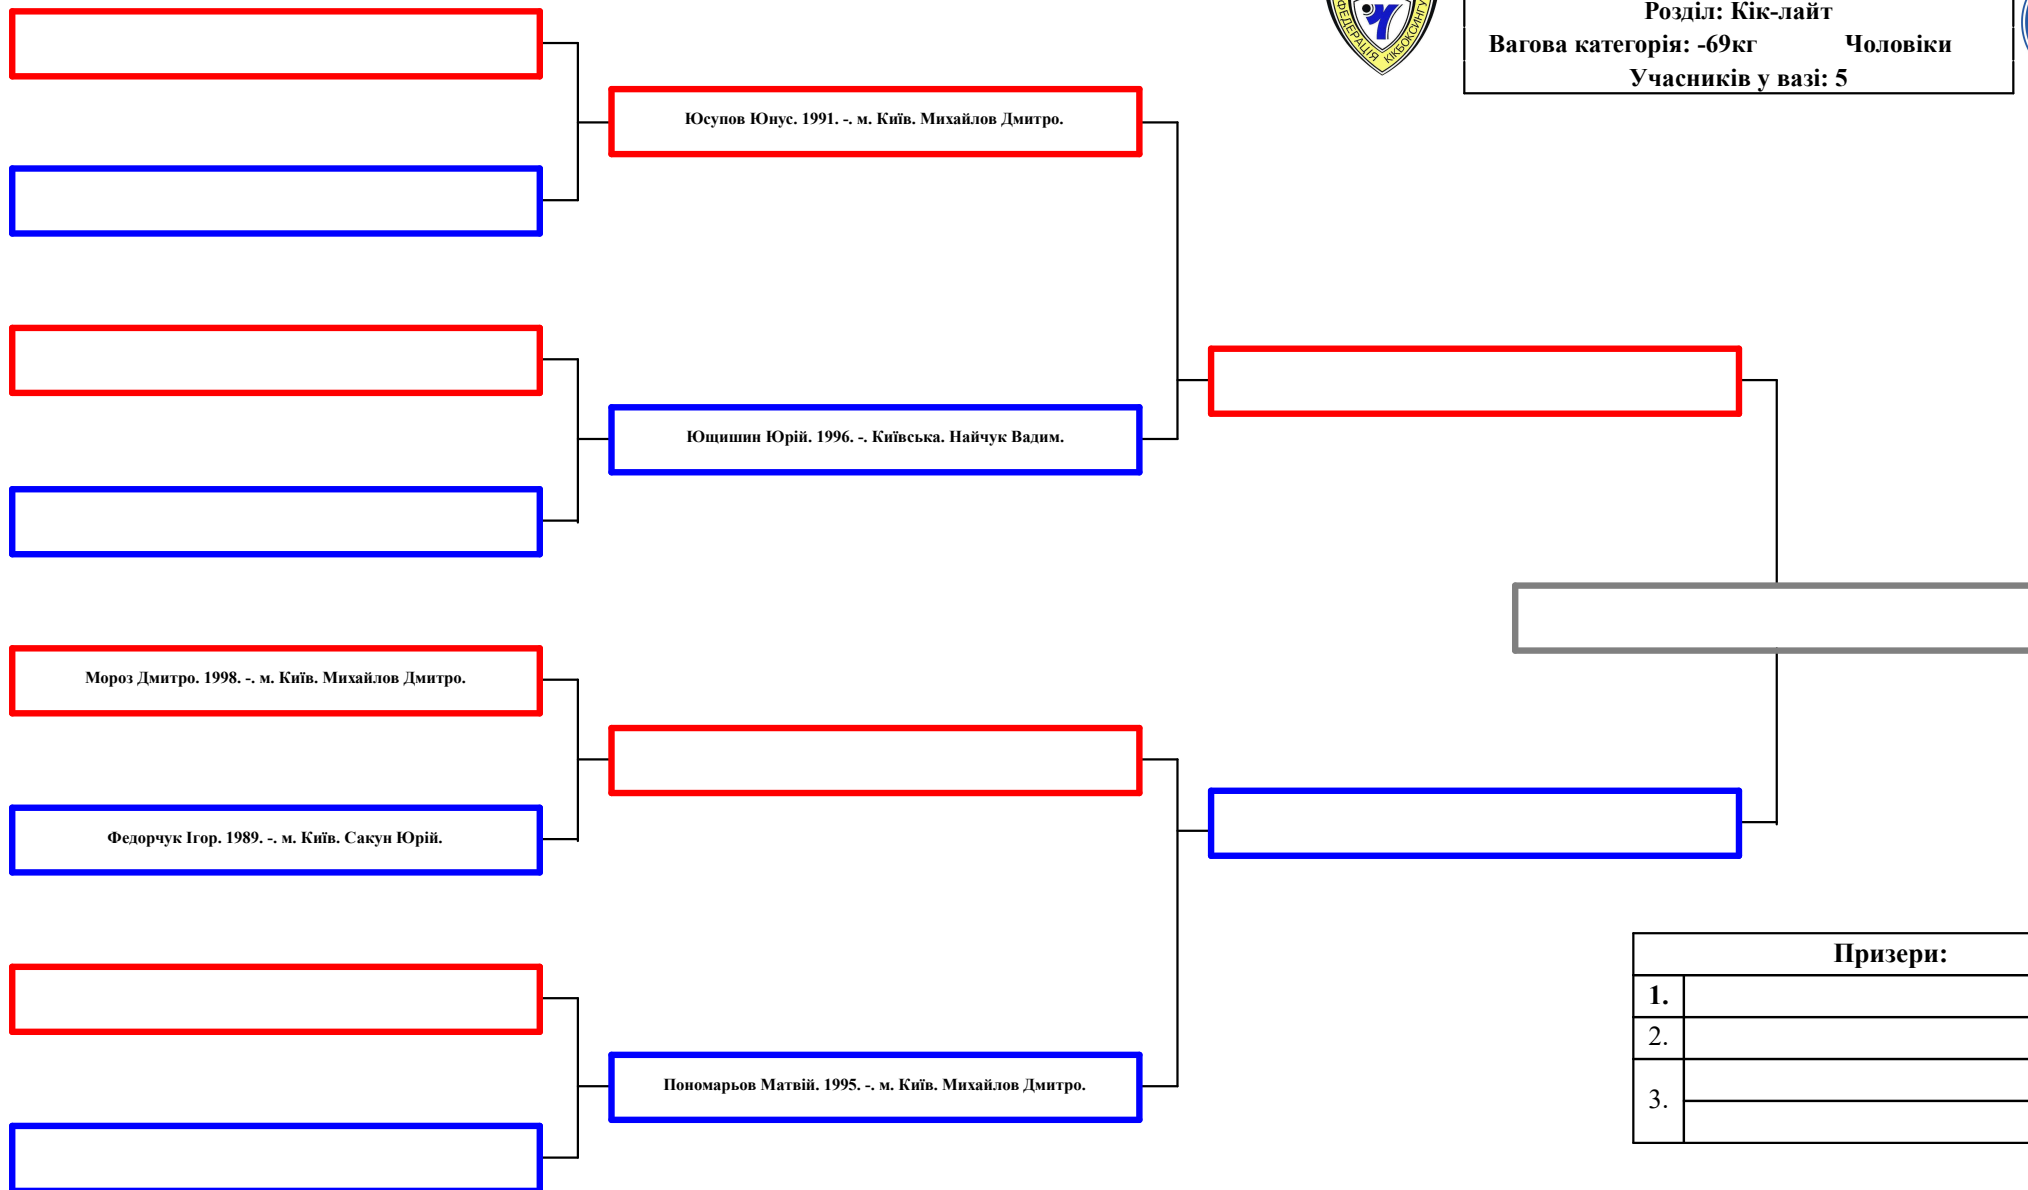 ФЕДЕРАЦІЯ КІКБОКСИНГУ
Розділ: Кік-лайт
Вагова категорія: -69кг Чоловіки
Учасників у вазі: 5
Юсупов Юнус. 1991. -. м. Київ. Михайлов Дмитро.
Ющишин Юрій. 1996. -. Київська. Найчук Вадим.
Мороз Дмитро. 1998. -. м. Київ. Михайлов Дмитро.
Федорчук Ігор. 1989. -. м. Київ. Сакун Юрій.
Пономарьов Матвій. 1995. -. м. Київ. Михайлов Дмитро.
Призери:
1.
2.
3.